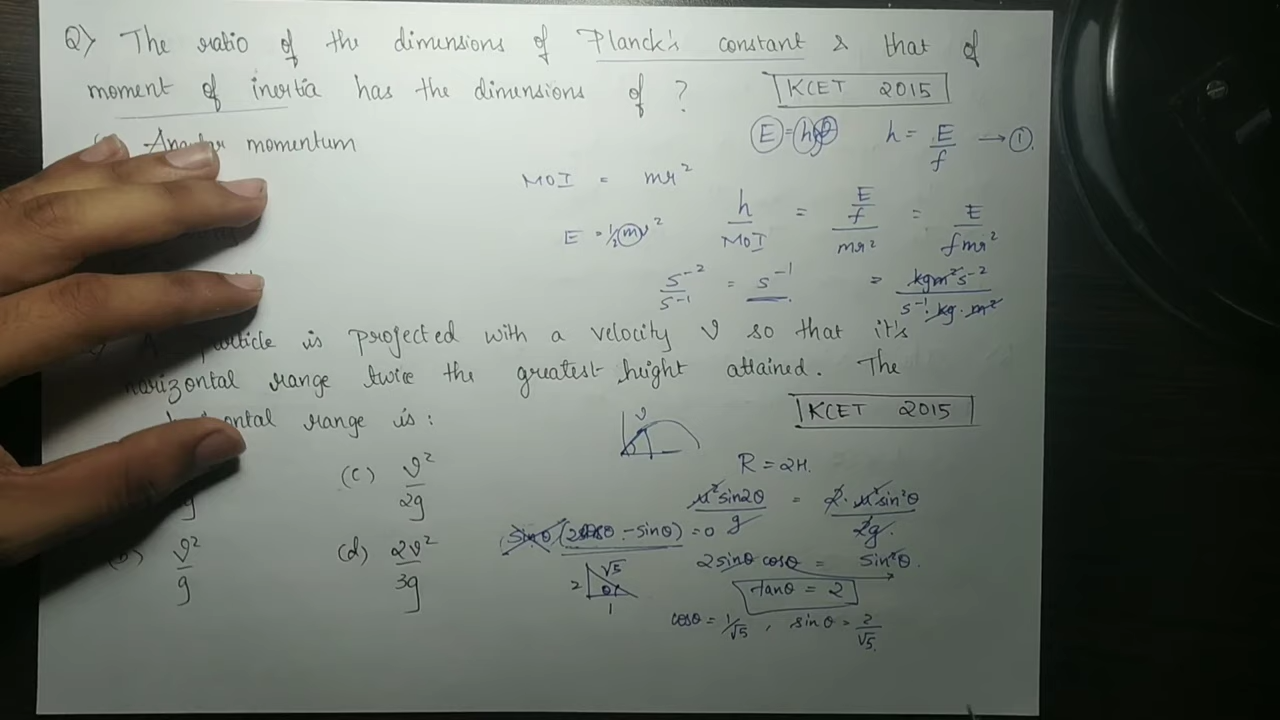 Q) The ratio of the dimensions of Planck's constant & that of
moment of inertia has the dimensions of ?
KCET 2015
momentum
E = h h = E/f → ①
MOI = mr²
E = ½mv²
h/MOI = E/f / mr² = E/fmr²
s⁻²/s⁻¹ = s⁻¹
= kgm²s⁻²/s⁻¹·kg·m²
is projected with a velocity v so that it's
horizontal range twice the greatest height attained. The
range is :
KCET 2015
v
θ
R = 2H.
(c) v²/2g
g
u²sin2θ/g = 2·u²sin²θ/2g.
sinθ(2cosθ - sinθ) = 0
v²/g
(d) 2v²/3g
2sinθ cosθ = sin²θ.
2 √5 θ 1
tanθ = 2
cosθ = 1/√5 , sinθ = 2/√5.